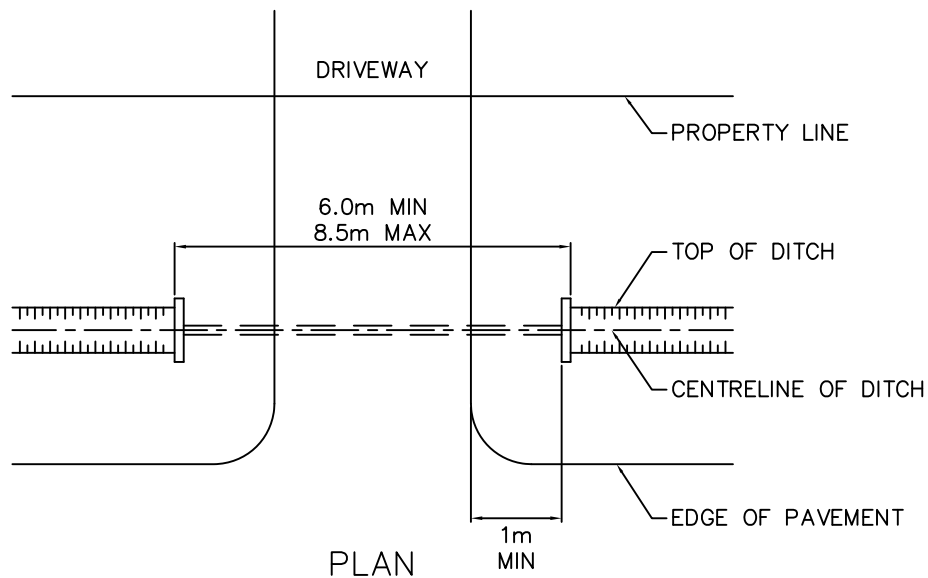 DRIVEWAY
PROPERTY LINE
6.0m MIN
8.5m MAX
TOP OF DITCH
CENTRELINE OF DITCH
EDGE OF PAVEMENT
1m
MIN
PLAN